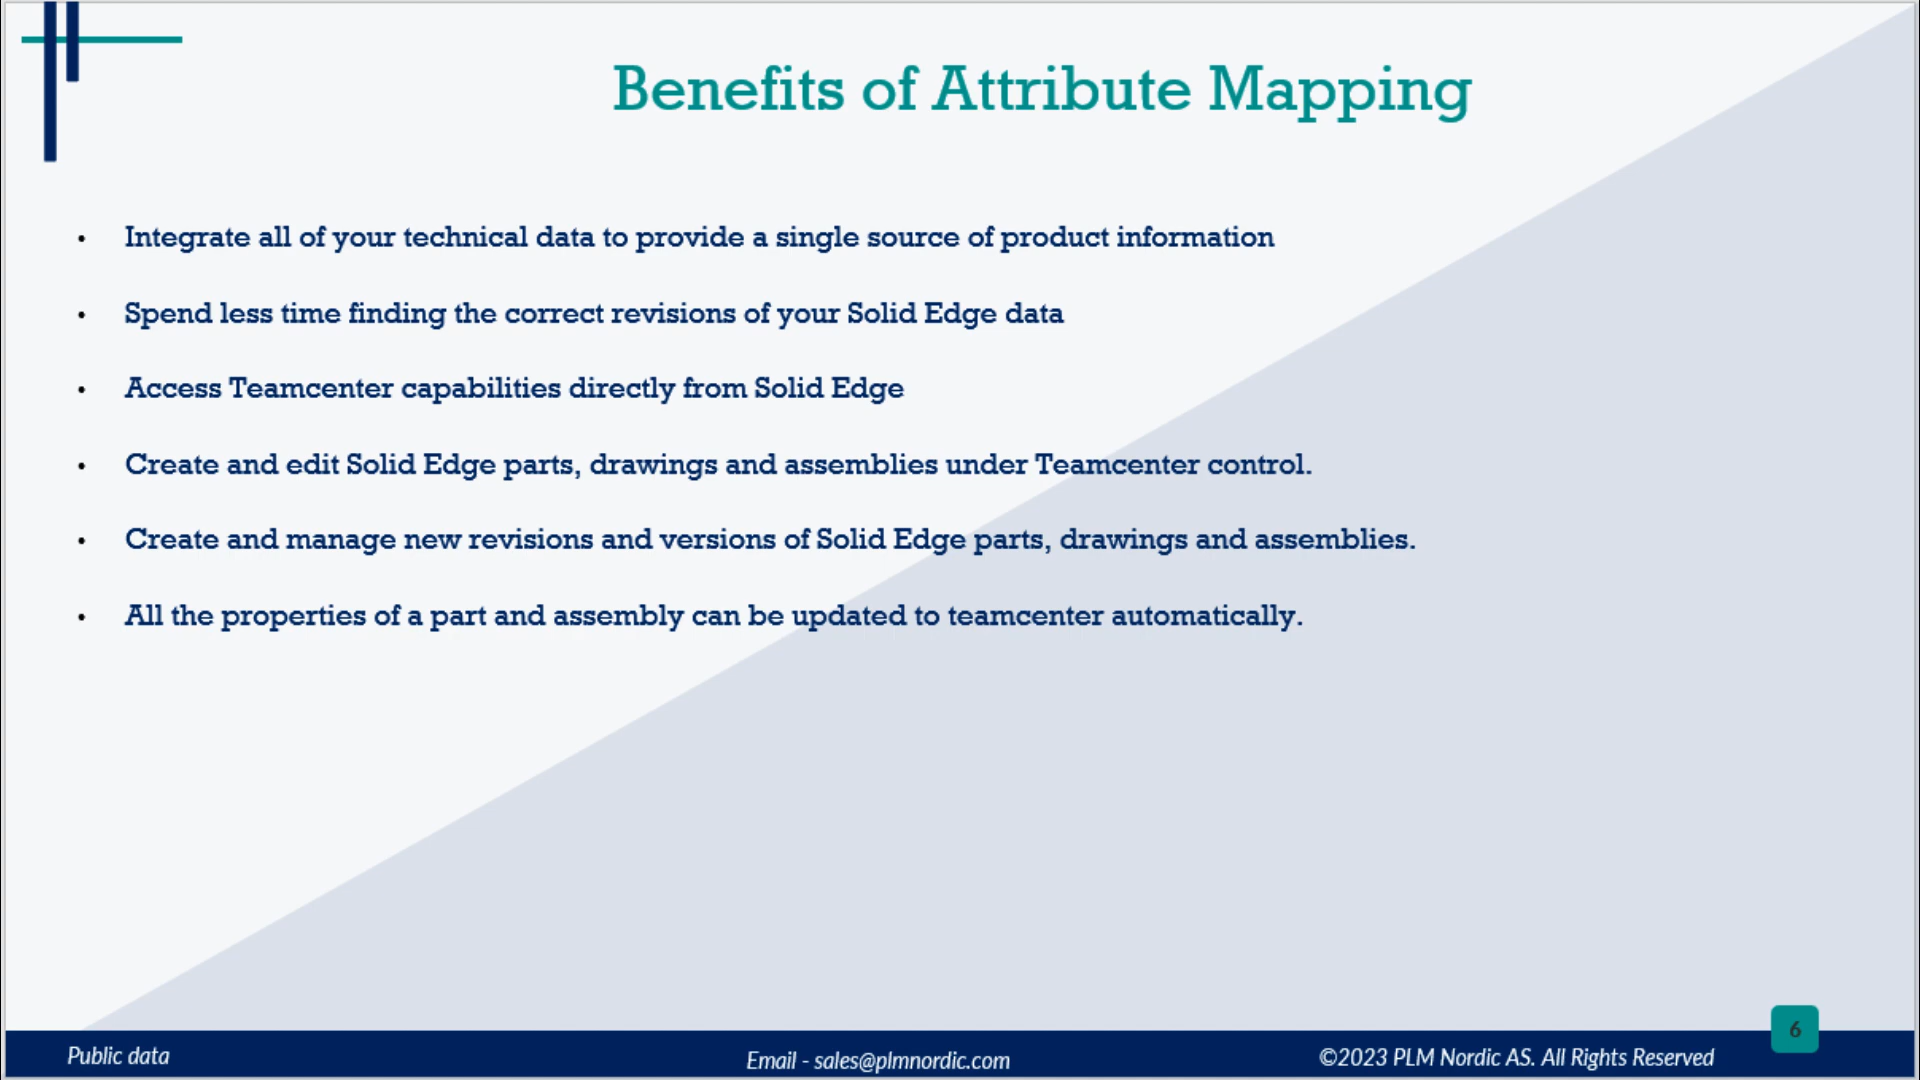 Benefits of Attribute Mapping
• Integrate all of your technical data to provide a single source of product information
• Spend less time finding the correct revisions of your Solid Edge data
• Access Teamcenter capabilities directly from Solid Edge
• Create and edit Solid Edge parts, drawings and assemblies under Teamcenter control.
• Create and manage new revisions and versions of Solid Edge parts, drawings and assemblies.
• All the properties of a part and assembly can be updated to teamcenter automatically.
6
Public data
Email - sales@plmnordic.com
©2023 PLM Nordic AS. All Rights Reserved